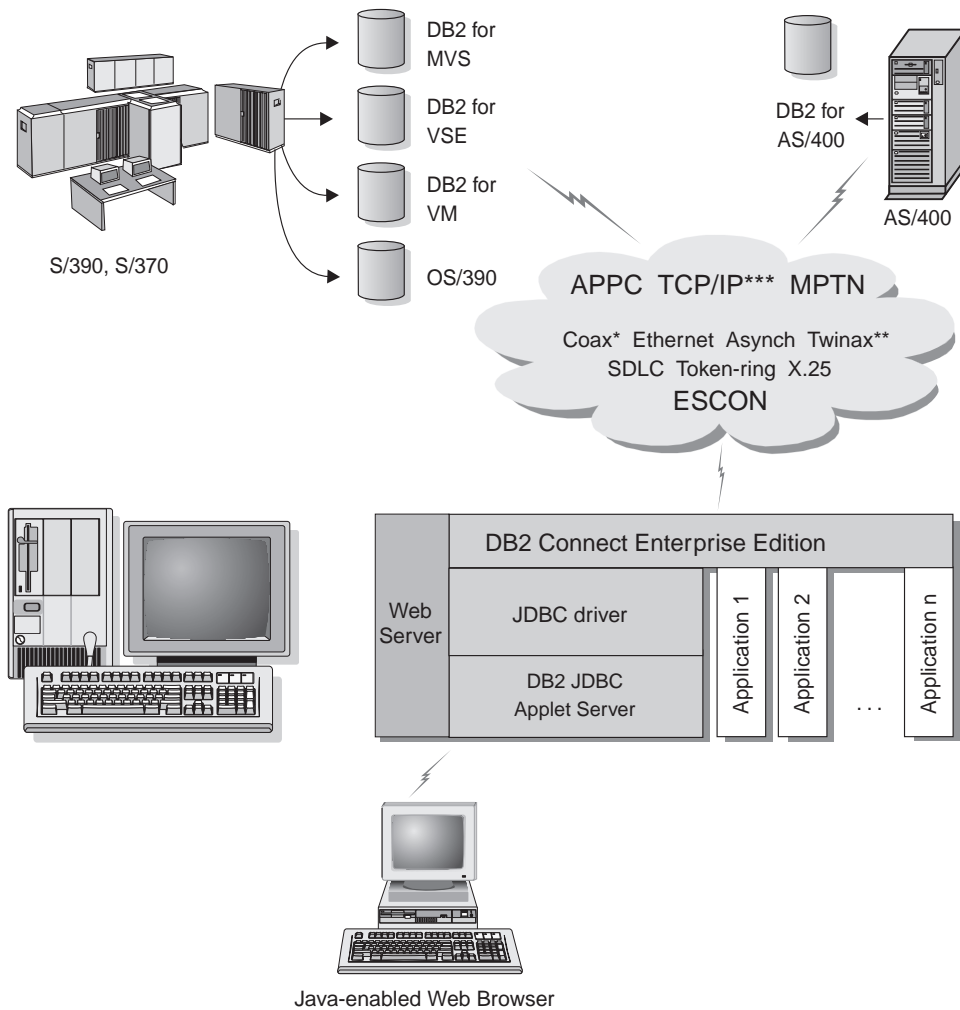 DB2 for
MVS
DB2 for
VSE
DB2 for
VM
OS/390
S/390, S/370
DB2 for
AS/400
AS/400
APPC TCP/IP*** MPTN
Coax* Ethernet Asynch Twinax**
SDLC Token-ring X.25
ESCON
Web
Server
DB2 Connect Enterprise Edition
JDBC driver
DB2 JDBC
Applet Server
Application 1
Application 2
. . .
Application n
Java-enabled Web Browser